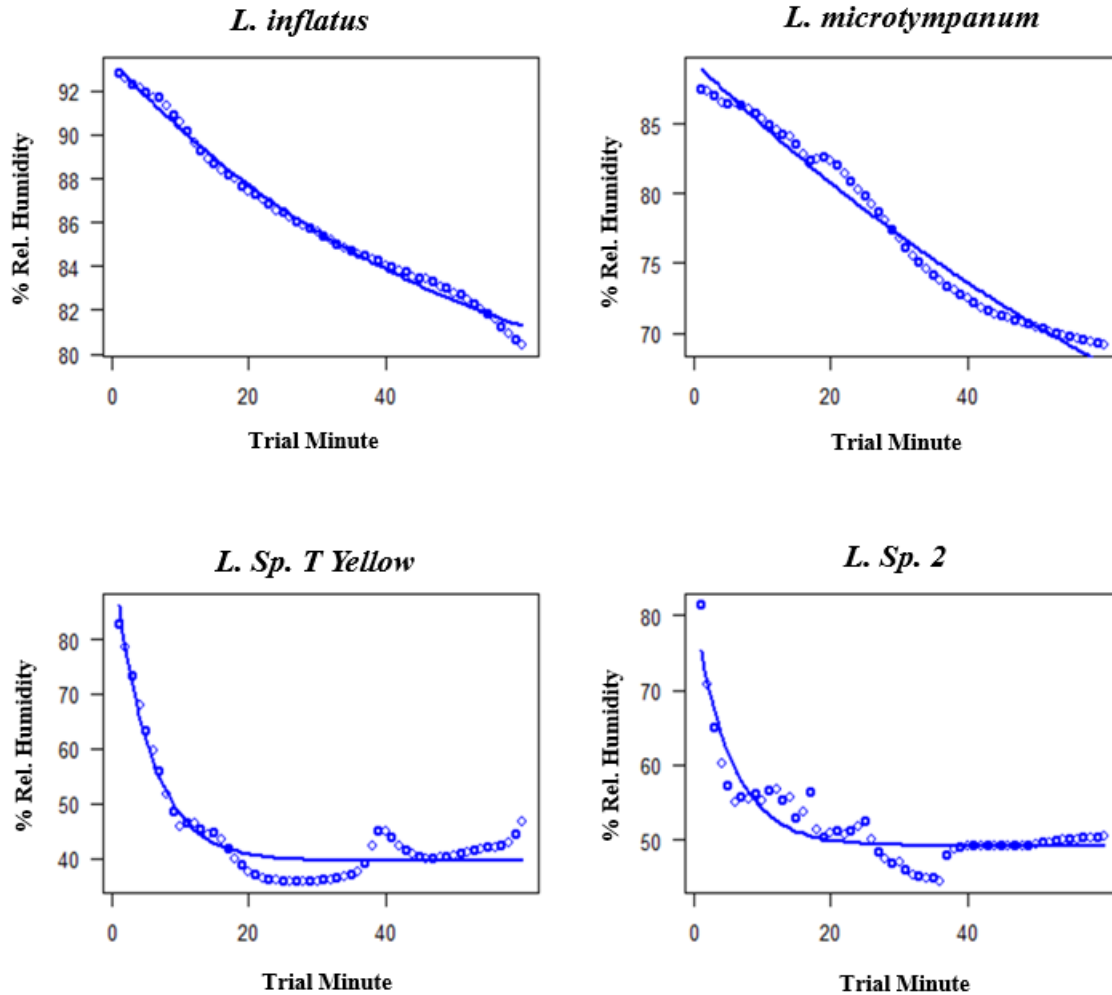 L. inflatus
% Rel. Humidity
92
90
88
86
84
82
80
0 20 40
Trial Minute
L. microtympanum
% Rel. Humidity
85
80
75
70
0 20 40
Trial Minute
L. Sp. T Yellow
% Rel. Humidity
80
70
60
50
40
0 20 40
Trial Minute
L. Sp. 2
% Rel. Humidity
80
70
60
50
0 20 40
Trial Minute